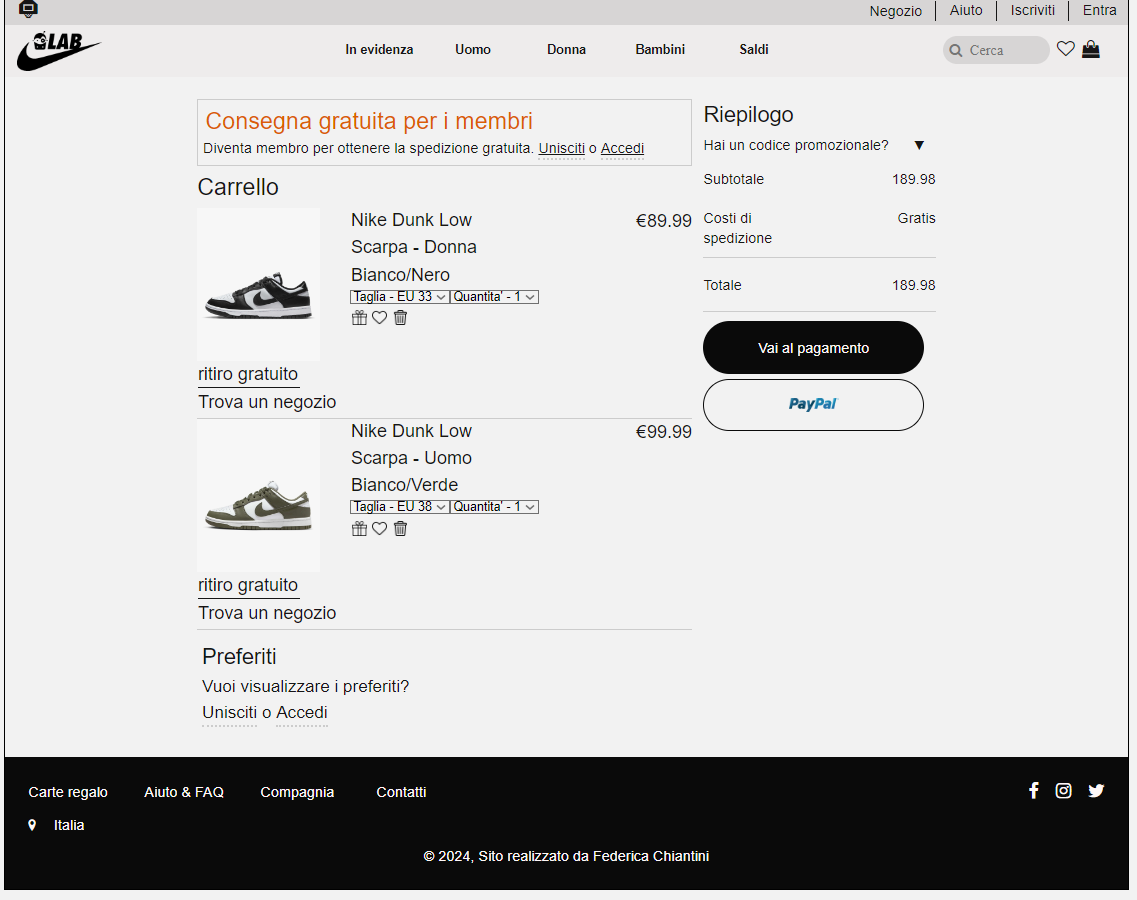 Negozio Aiuto Iscriviti Entra
LAB
In evidenza Uomo Donna Bambini Saldi
Cerca
Consegna gratuita per i membri
Diventa membro per ottenere la spedizione gratuita. Unisciti o Accedi
Carrello
Nike Dunk Low €89.99
Scarpa - Donna
Bianco/Nero
Taglia - EU 33 Quantita' - 1
ritiro gratuito
Trova un negozio
Nike Dunk Low €99.99
Scarpa - Uomo
Bianco/Verde
Taglia - EU 38 Quantita' - 1
ritiro gratuito
Trova un negozio
Preferiti
Vuoi visualizzare i preferiti?
Unisciti o Accedi
Riepilogo
Hai un codice promozionale? ▼
Subtotale 189.98
Costi di Gratis
spedizione
Totale 189.98
Vai al pagamento
PayPal
Carte regalo Aiuto & FAQ Compagnia Contatti
Italia
© 2024, Sito realizzato da Federica Chiantini